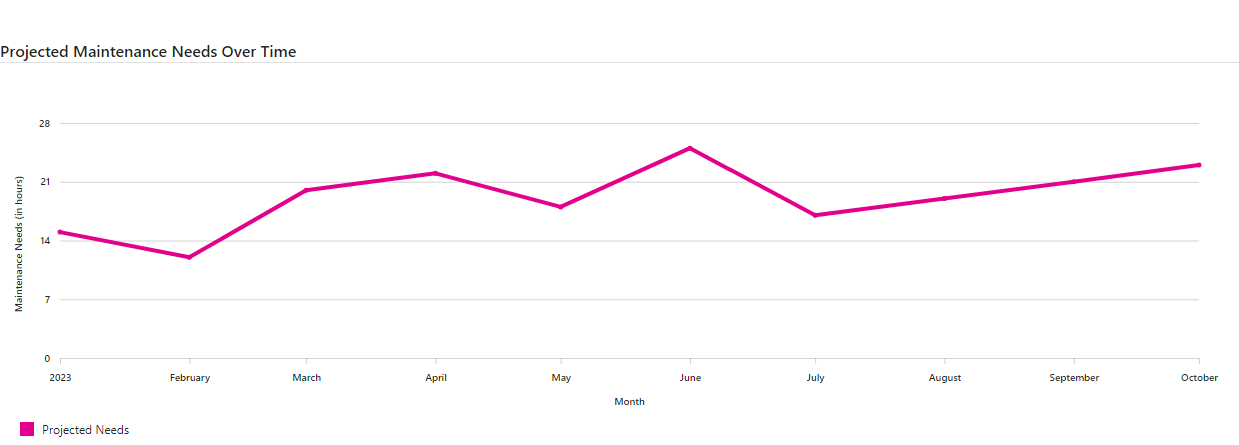 Projected Maintenance Needs Over Time
Maintenance Needs (in hours)
28
21
14
7
0
2023 February March April May June July August September October
Month
Projected Needs